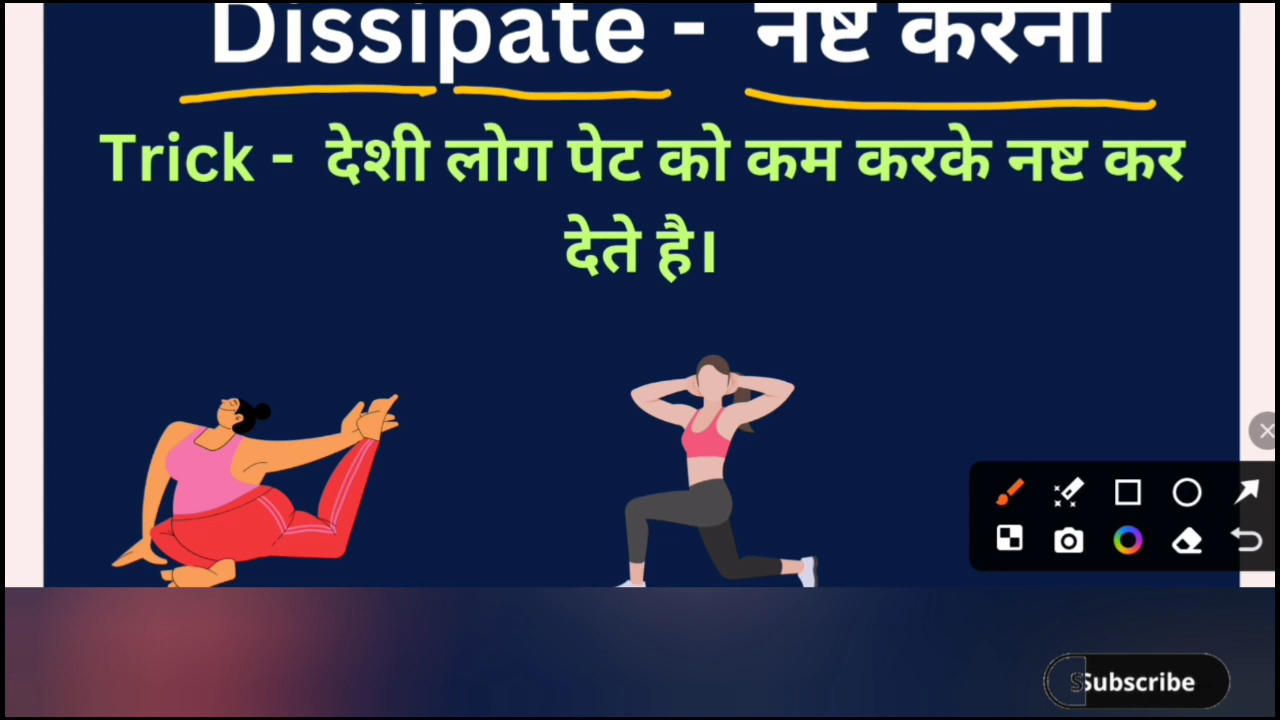 Dissipate - नष्ट करना
Trick - देशी लोग पेट को कम करके नष्ट कर
देते है।
Subscribe